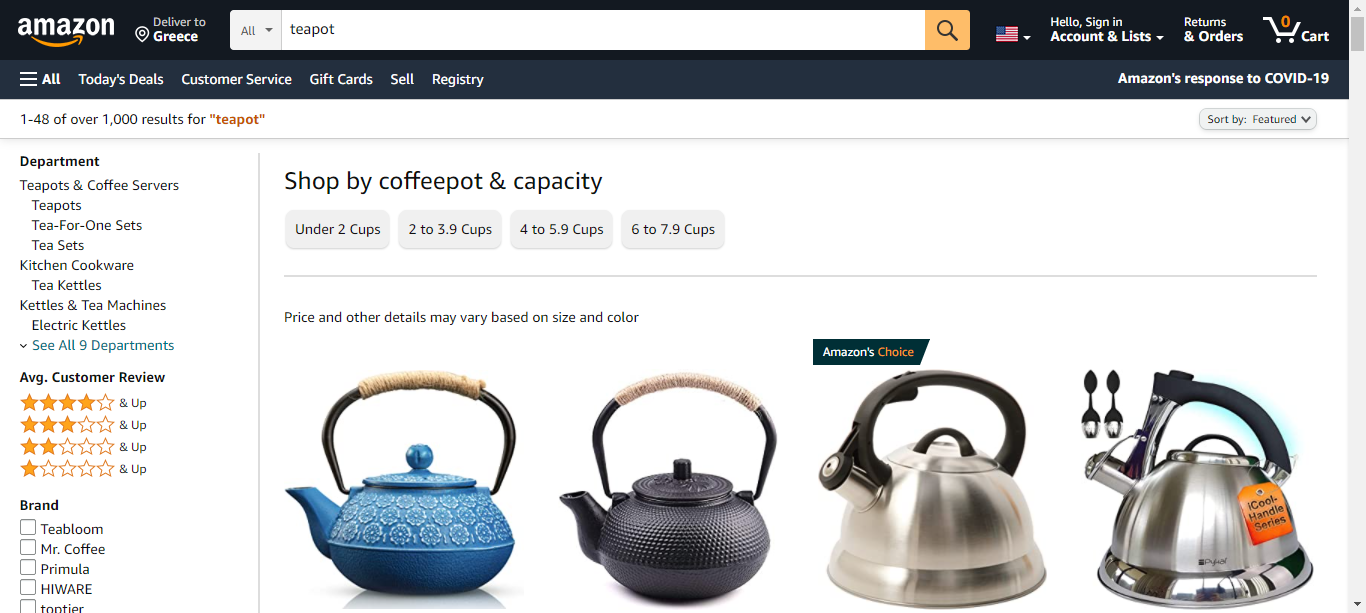 amazon
Deliver to
Greece
All
teapot
Hello, Sign in
Account & Lists
Returns
& Orders
0
Cart
All
Today's Deals
Customer Service
Gift Cards
Sell
Registry
Amazon's response to COVID-19
1-48 of over 1,000 results for "teapot"
Sort by: Featured
Department
Teapots & Coffee Servers
Teapots
Tea-For-One Sets
Tea Sets
Kitchen Cookware
Tea Kettles
Kettles & Tea Machines
Electric Kettles
See All 9 Departments
Avg. Customer Review
& Up
& Up
& Up
& Up
Brand
Teabloom
Mr. Coffee
Primula
HIWARE
toptier
Shop by coffeepot & capacity
Under 2 Cups
2 to 3.9 Cups
4 to 5.9 Cups
6 to 7.9 Cups
Price and other details may vary based on size and color
Amazon's Choice
iCool-
Handle
Series
Pykal